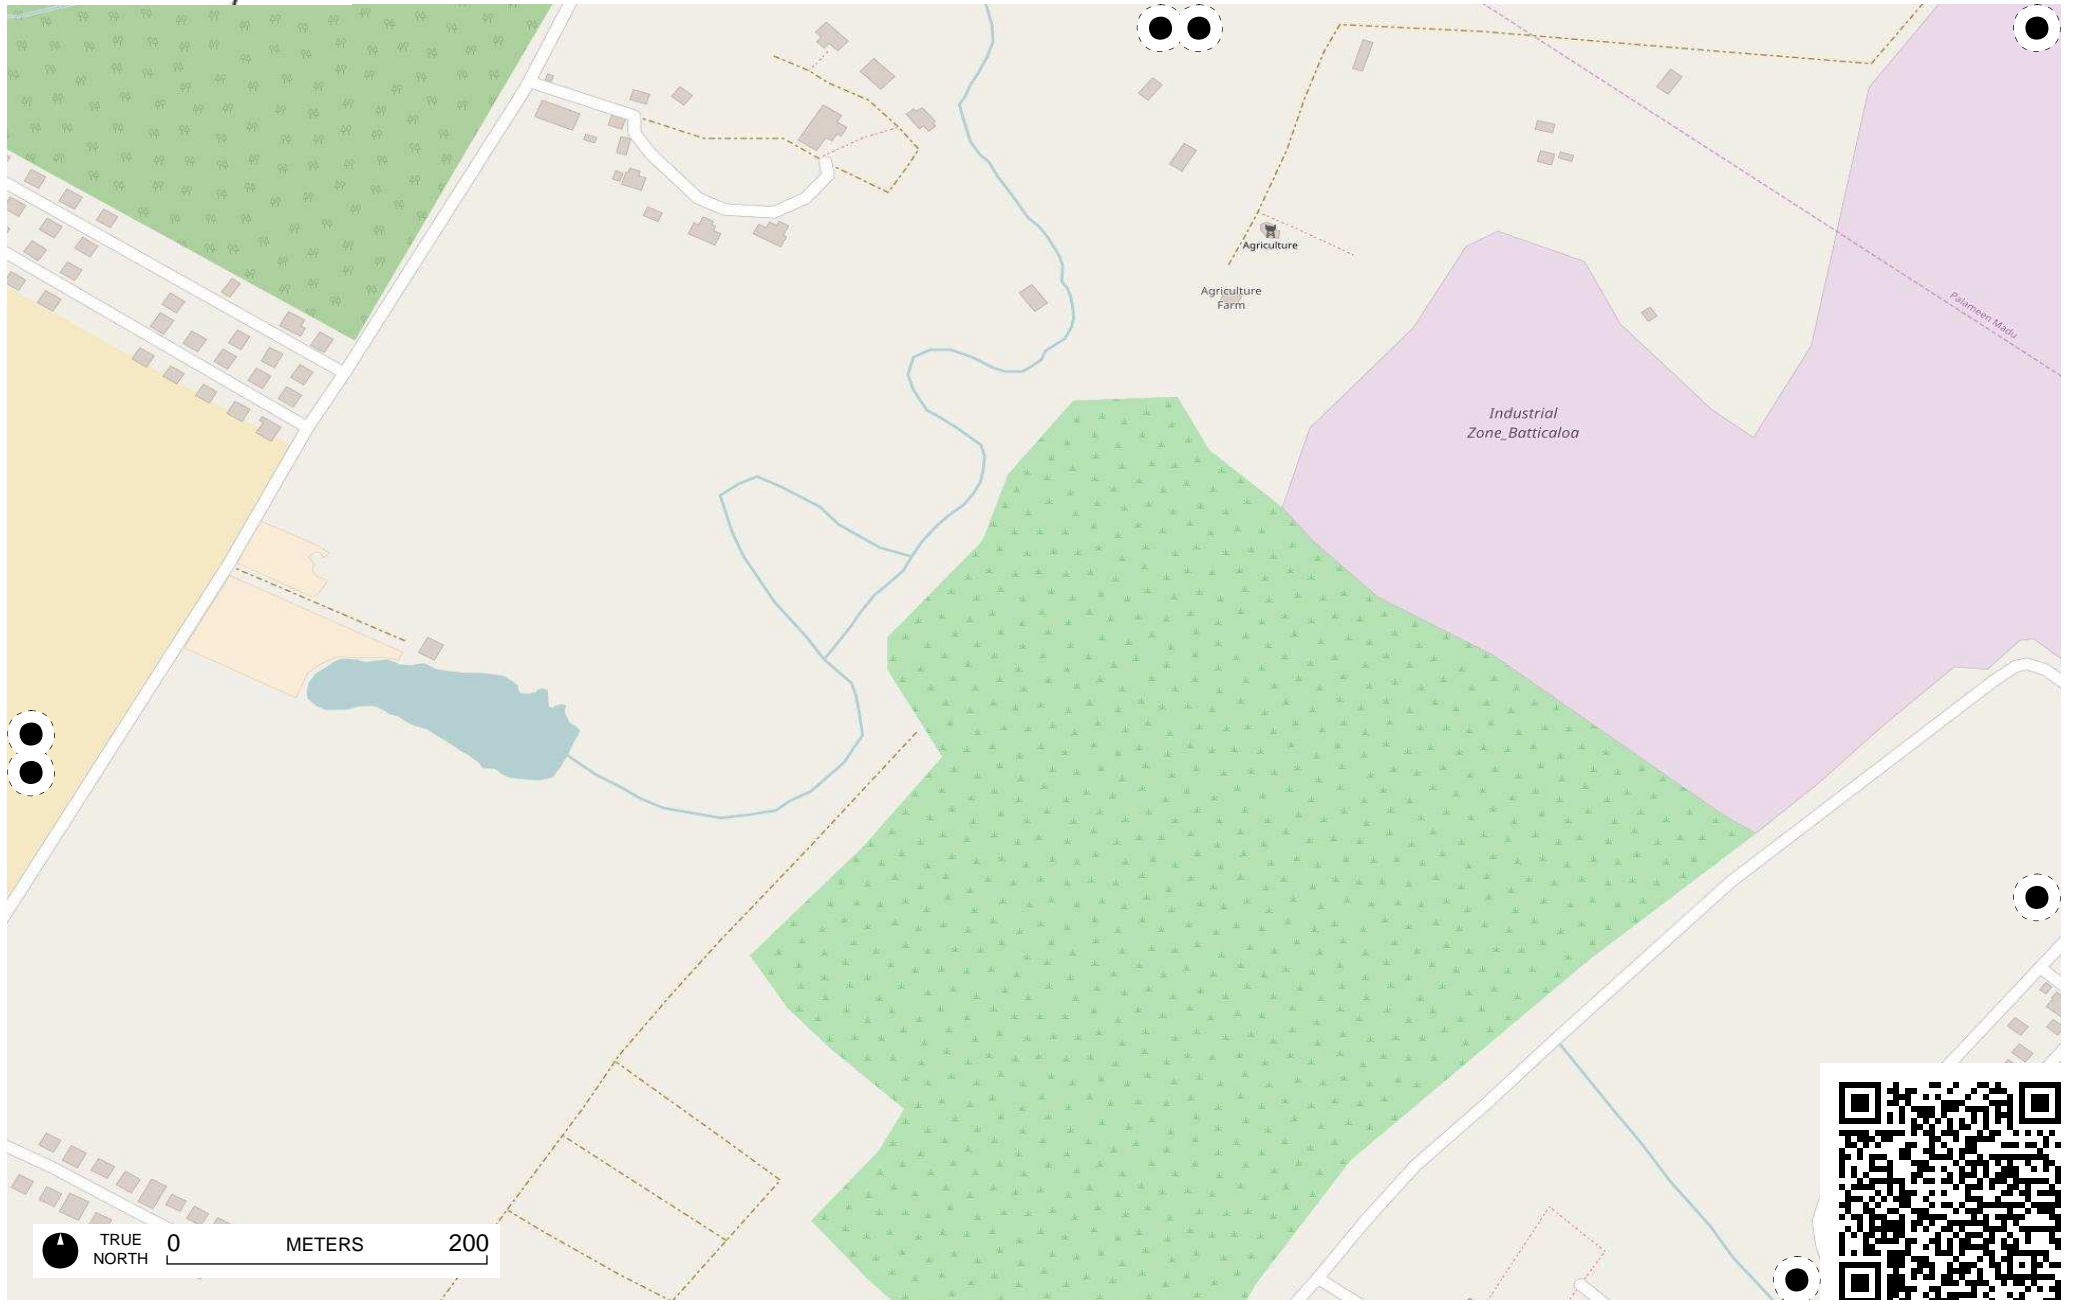 Agriculture
Agriculture
Farm
Palameen Madu
Industrial
Zone_Batticaloa
TRUE
NORTH
0 METERS 200